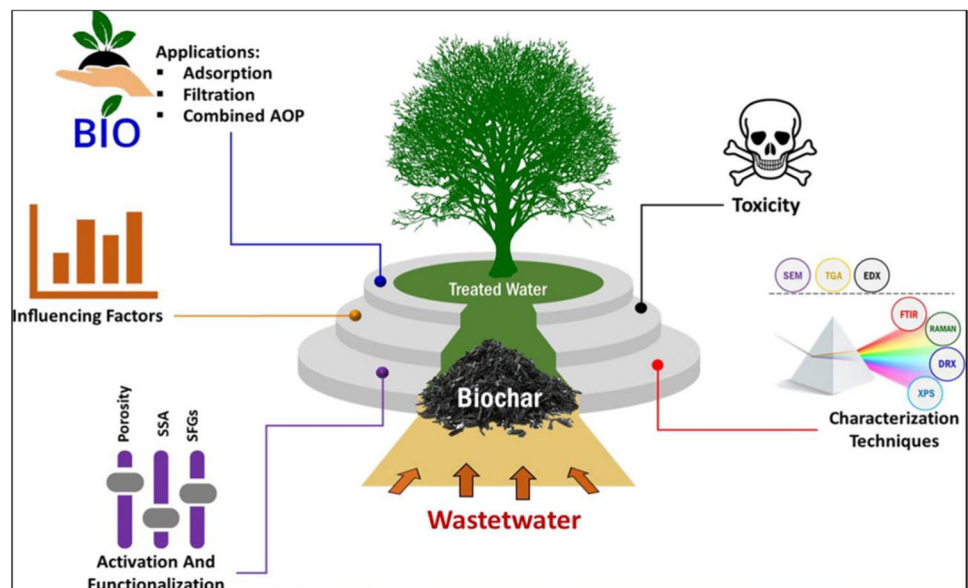 Applications:
▪ Adsorption
▪ Filtration
▪ Combined AOP
BIO
Toxicity
Influencing Factors
Treated Water
SEM
TGA
EDX
FTIR
RAMAN
DRX
XPS
Characterization
Techniques
Biochar
Porosity
SSA
SFGs
Wastetwater
Activation And
Functionalization